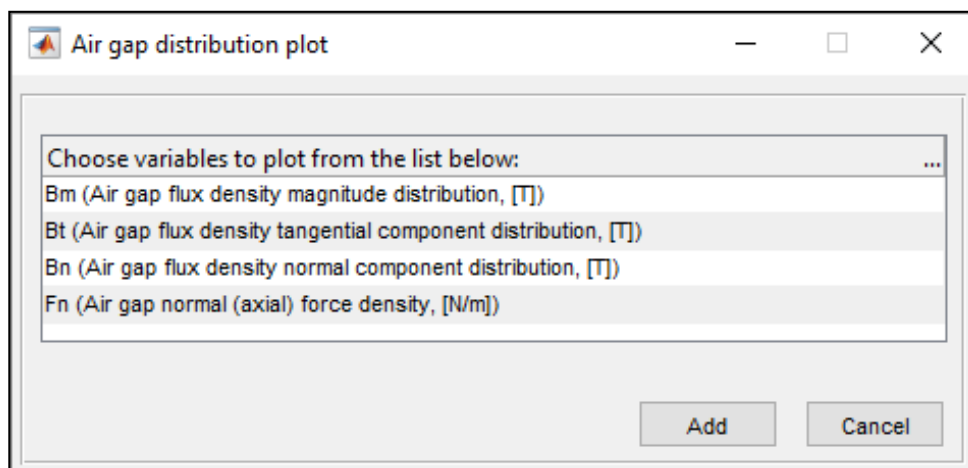 Air gap distribution plot
Choose variables to plot from the list below: ...
Bm (Air gap flux density magnitude distribution, [T])
Bt (Air gap flux density tangential component distribution, [T])
Bn (Air gap flux density normal component distribution, [T])
Fn (Air gap normal (axial) force density, [N/m])
Add Cancel